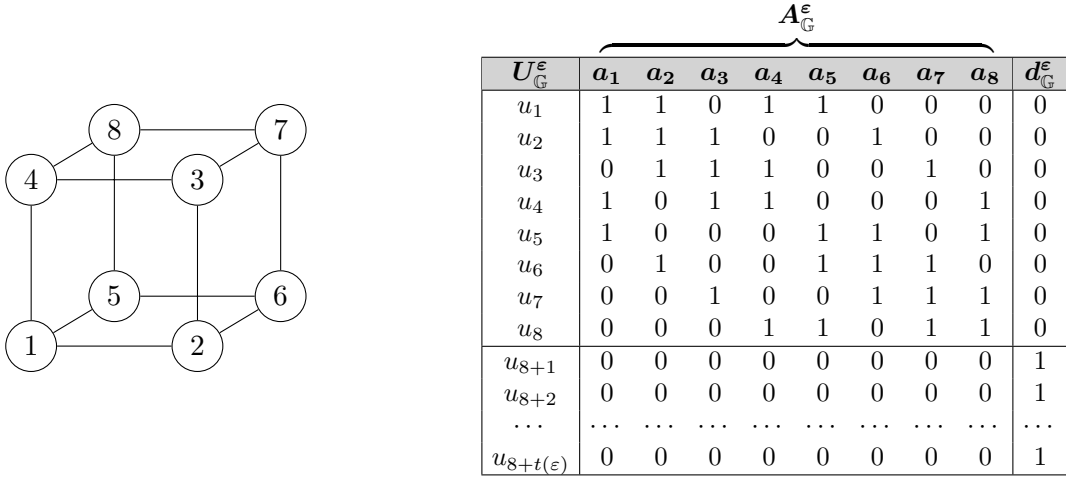 8 7
4 3
5 6
1 2
A_𝔾^ε
U_𝔾^ε a₁ a₂ a₃ a₄ a₅ a₆ a₇ a₈ d_𝔾^ε
u₁ 1 1 0 1 1 0 0 0 0
u₂ 1 1 1 0 0 1 0 0 0
u₃ 0 1 1 1 0 0 1 0 0
u₄ 1 0 1 1 0 0 0 1 0
u₅ 1 0 0 0 1 1 0 1 0
u₆ 0 1 0 0 1 1 1 0 0
u₇ 0 0 1 0 0 1 1 1 0
u₈ 0 0 0 1 1 0 1 1 0
u₈₊₁ 0 0 0 0 0 0 0 0 1
u₈₊₂ 0 0 0 0 0 0 0 0 1
... ... ... ... ... ... ... ... ... ...
u_{8+t(ε)} 0 0 0 0 0 0 0 0 1